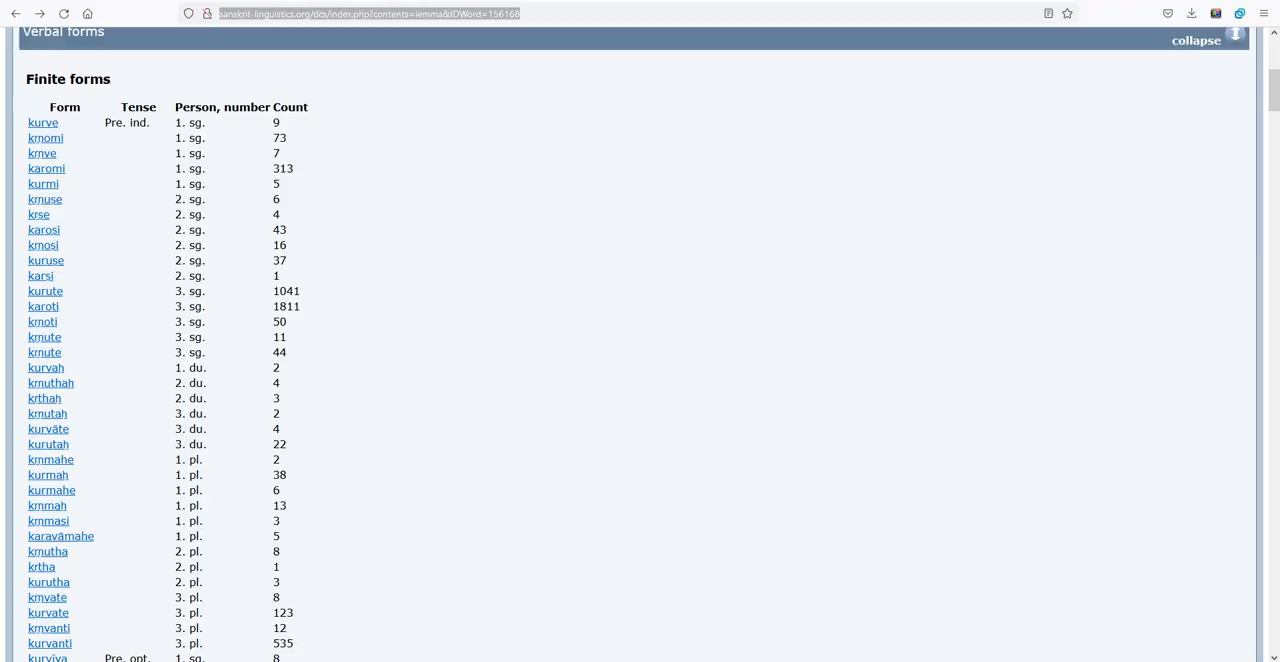 sanskrit-linguistics.org/dcs/index.php?contents=lemma&IDWord=156168
Verbal forms
collapse
Finite forms
Form Tense Person, number Count
kurve Pre. ind. 1. sg. 9
kṛṇomi 1. sg. 73
kṛṇve 1. sg. 7
karomi 1. sg. 313
kurmi 1. sg. 5
kṛṇuṣe 2. sg. 6
kṛṣe 2. sg. 4
karoṣi 2. sg. 43
kṛṇoṣi 2. sg. 16
kuruṣe 2. sg. 37
karṣi 2. sg. 1
kurute 3. sg. 1041
karoti 3. sg. 1811
kṛṇoti 3. sg. 50
kṛṇute 3. sg. 11
kṛṇute 3. sg. 44
kurvaḥ 1. du. 2
kṛṇuthaḥ 2. du. 4
kṛthaḥ 2. du. 3
kṛṇutaḥ 3. du. 2
kurvāte 3. du. 4
kurutaḥ 3. du. 22
kṛṇmahe 1. pl. 2
kurmaḥ 1. pl. 38
kurmahe 1. pl. 6
kṛṇmaḥ 1. pl. 13
kṛṇmasi 1. pl. 3
karavāmahe 1. pl. 5
kṛṇutha 2. pl. 8
kṛtha 2. pl. 1
kurutha 2. pl. 3
kṛṇvate 3. pl. 8
kurvate 3. pl. 123
kṛṇvanti 3. pl. 12
kurvanti 3. pl. 535
kurvīya Pre. opt. 1. sg. 8